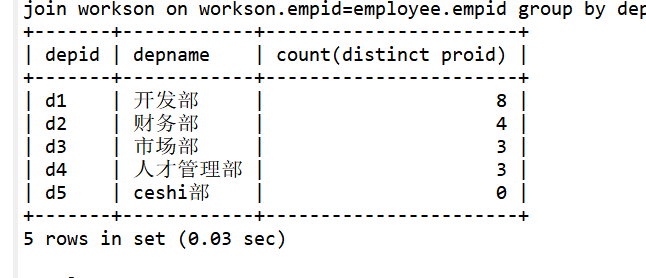 join workson on workson.empid=employee.empid group by dep
+-------+------------+-----------------------+
| depid | depname    | count(distinct proid) |
+-------+------------+-----------------------+
| d1    | 开发部     |                     8 |
| d2    | 财务部     |                     4 |
| d3    | 市场部     |                     3 |
| d4    | 人才管理部 |                     3 |
| d5    | ceshi部    |                     0 |
+-------+------------+-----------------------+
5 rows in set (0.03 sec)